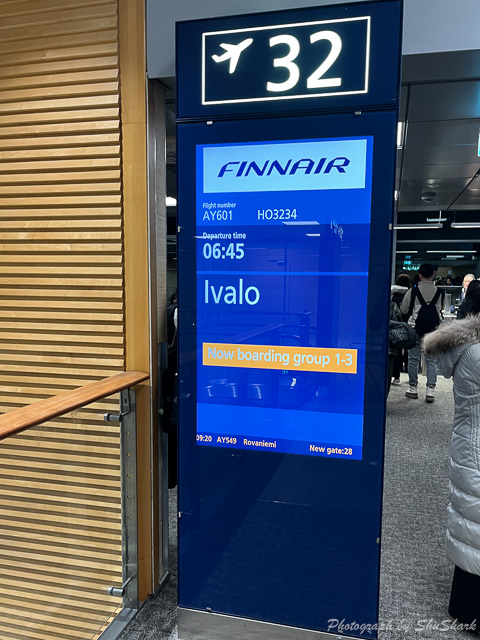 32
FINNAIR
Flight number
AY601 HO3234
Departure time
06:45
Ivalo
Now boarding group 1-3
09:20 AY549 Rovaniemi New gate:28
Photograph by ShuShark